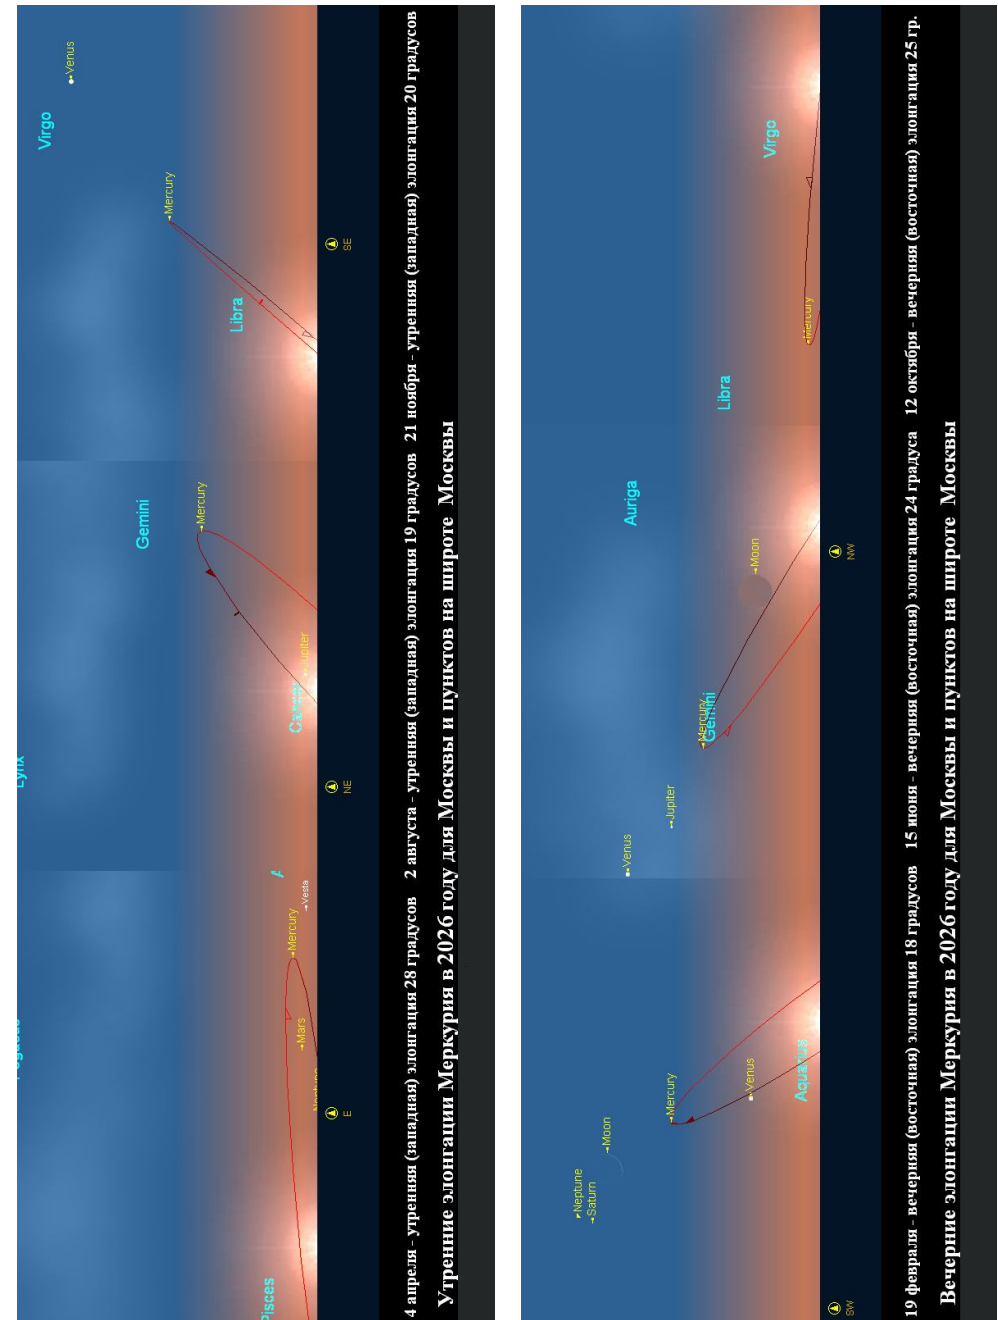 Pisces
Mars
Mercury
Vesta
E
Gemini
Mercury
Cancer
Jupiter
NE
Venus
Virgo
Mercury
Libra
SE
4 апреля - утренняя (западная) элонгация 28 градусов 2 августа - утренняя (западная) элонгация 19 градусов 21 ноября - утренняя (западная) элонгация 20 градусов
Утренние элонгации Меркурия в 2026 году для Москвы и пунктов на широте Москвы
Neptune
Saturn
Moon
Mercury
Venus
Aquarius
SW
Venus
Auriga
Jupiter
Mercury
Gemini
Moon
NW
Libra
Virgo
Mercury
19 февраля - вечерняя (восточная) элонгация 18 градусов 15 июня - вечерняя (восточная) элонгация 24 градуса 12 октября - вечерняя (восточная) элонгация 25 гр.
Вечерние элонгации Меркурия в 2026 году для Москвы и пунктов на широте Москвы